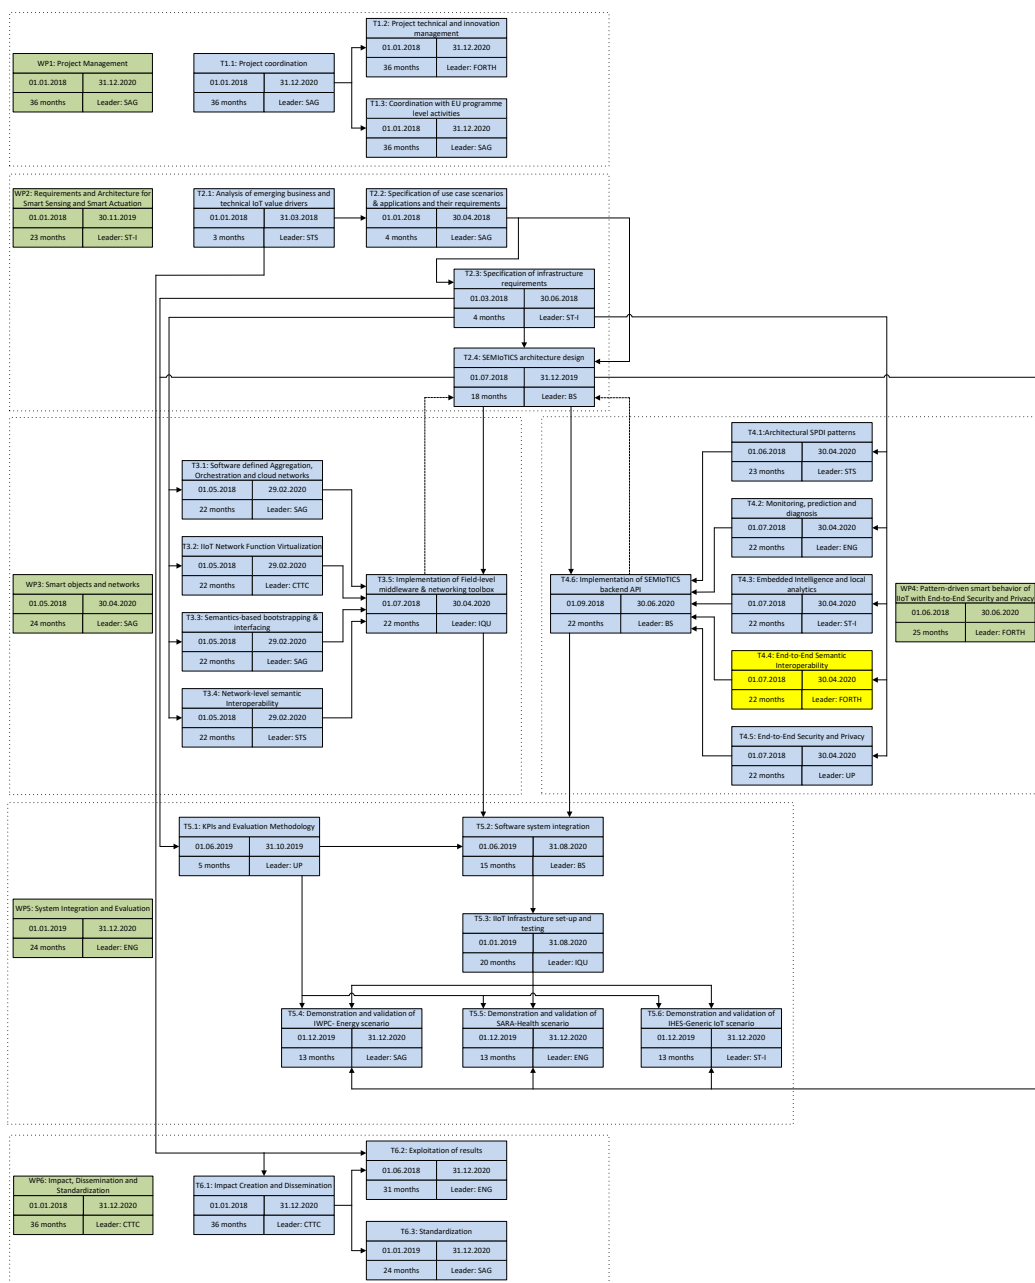 T1.2: Project technical and innovation
management
01.01.2018 31.12.2020
36 months Leader: FORTH
WP1: Project Management
01.01.2018 31.12.2020
36 months Leader: SAG
T1.1: Project coordination
01.01.2018 31.12.2020
36 months Leader: SAG
T1.3: Coordination with EU programme
level activities
01.01.2018 31.12.2020
36 months Leader: SAG
WP2: Requirements and Architecture for
Smart Sensing and Smart Actuation
01.01.2018 30.11.2019
23 months Leader: ST-I
T2.1: Analysis of emerging business and
technical IoT value drivers
01.01.2018 31.03.2018
3 months Leader: STS
T2.2: Specification of use case scenarios
& applications and their requirements
01.01.2018 30.04.2018
4 months Leader: SAG
T2.3: Specification of infrastructure
requirements
01.03.2018 30.06.2018
4 months Leader: ST-I
T2.4: SEMIoTICS architecture design
01.07.2018 31.12.2019
18 months Leader: BS
WP3: Smart objects and networks
01.05.2018 30.04.2020
24 months Leader: SAG
T3.1: Software defined Aggregation,
Orchestration and cloud networks
01.05.2018 29.02.2020
22 months Leader: SAG
T3.2: IIoT Network Function Virtualization
01.05.2018 29.02.2020
22 months Leader: CTTC
T3.3: Semantics-based bootstrapping &
interfacing
01.05.2018 29.02.2020
22 months Leader: SAG
T3.4: Network-level semantic
Interoperability
01.05.2018 29.02.2020
22 months Leader: STS
T3.5: Implementation of Field-level
middleware & networking toolbox
01.07.2018 30.04.2020
22 months Leader: IQU
T4.6: Implementation of SEMIoTICS
backend API
01.09.2018 30.06.2020
22 months Leader: BS
T4.1:Architectural SPDI patterns
01.06.2018 30.04.2020
23 months Leader: STS
T4.2: Monitoring, prediction and
diagnosis
01.07.2018 30.04.2020
22 months Leader: ENG
T4.3: Embedded Intelligence and local
analytics
01.07.2018 30.04.2020
22 months Leader: ST-I
T4.4: End-to-End Semantic
Interoperability
01.07.2018 30.04.2020
22 months Leader: FORTH
T4.5: End-to-End Security and Privacy
01.07.2018 30.04.2020
22 months Leader: UP
WP4: Pattern-driven smart behavior of
IIoT with End-to-End Security and Privacy
01.06.2018 30.06.2020
25 months Leader: FORTH
WP5: System Integration and Evaluation
01.01.2019 31.12.2020
24 months Leader: ENG
T5.1: KPIs and Evaluation Methodology
01.06.2019 31.10.2019
5 months Leader: UP
T5.2: Software system integration
01.06.2019 31.08.2020
15 months Leader: BS
T5.3: IIoT Infrastructure set-up and
testing
01.01.2019 31.08.2020
20 months Leader: IQU
T5.4: Demonstration and validation of
IWPC- Energy scenario
01.12.2019 31.12.2020
13 months Leader: SAG
T5.5: Demonstration and validation of
SARA-Health scenario
01.12.2019 31.12.2020
13 months Leader: ENG
T5.6: Demonstration and validation of
IHES-Generic IoT scenario
01.12.2019 31.12.2020
13 months Leader: ST-I
WP6: Impact, Dissemination and
Standardization
01.01.2018 31.12.2020
36 months Leader: CTTC
T6.1: Impact Creation and Dissemination
01.01.2018 31.12.2020
36 months Leader: CTTC
T6.2: Exploitation of results
01.06.2018 31.12.2020
31 months Leader: ENG
T6.3: Standardization
01.01.2019 31.12.2020
24 months Leader: SAG